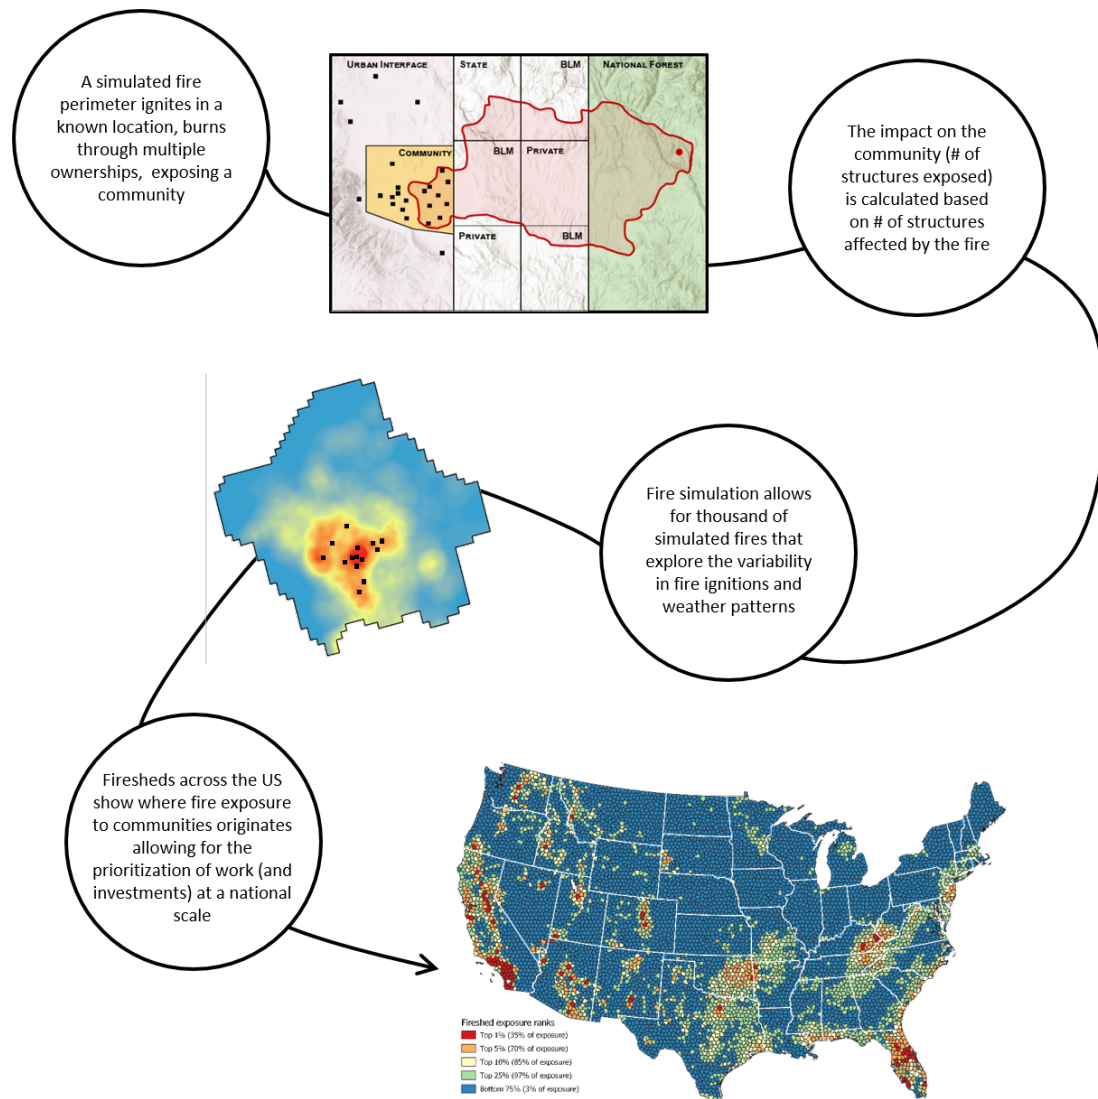 A simulated fire
perimeter ignites in a
known location, burns
through multiple
ownerships,  exposing a
community
URBAN INTERFACE
STATE
BLM
NATIONAL FOREST
COMMUNITY
BLM
PRIVATE
PRIVATE
BLM
The impact on the
community (# of
structures exposed)
is calculated based
on # of structures
affected by the fire
Fire simulation allows
for thousand of
simulated fires that
explore the variability
in fire ignitions and
weather patterns
Firesheds across the US
show where fire exposure
to communities originates
allowing for the
prioritization of work (and
investments) at a national
scale
Fireshed exposure ranks
Top 1% (35% of exposure)
Top 5% (70% of exposure)
Top 10% (85% of exposure)
Top 25% (97% of exposure)
Bottom 75% (3% of exposure)